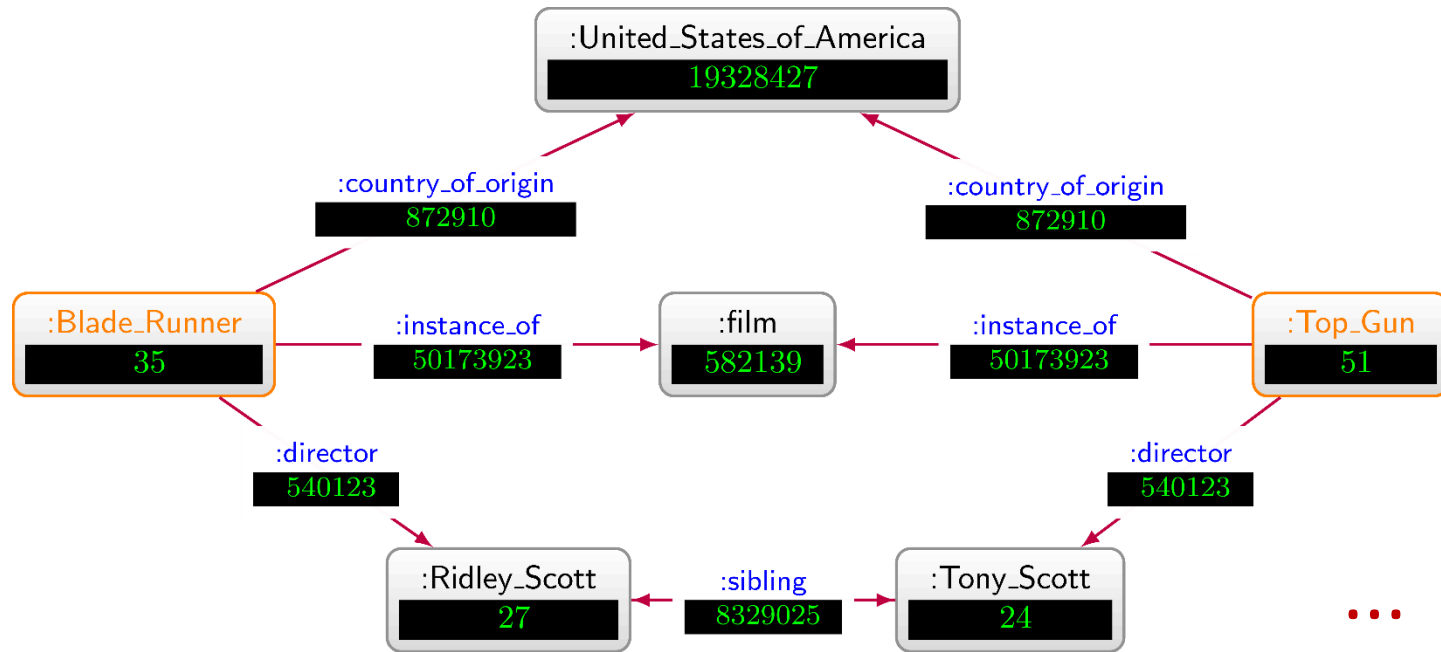 :United_States_of_America
19328427
:country_of_origin
872910
:country_of_origin
872910
:Blade_Runner
35
:instance_of
50173923
:film
582139
:instance_of
50173923
:Top_Gun
51
:director
540123
:director
540123
:Ridley_Scott
27
:sibling
8329025
:Tony_Scott
24
...